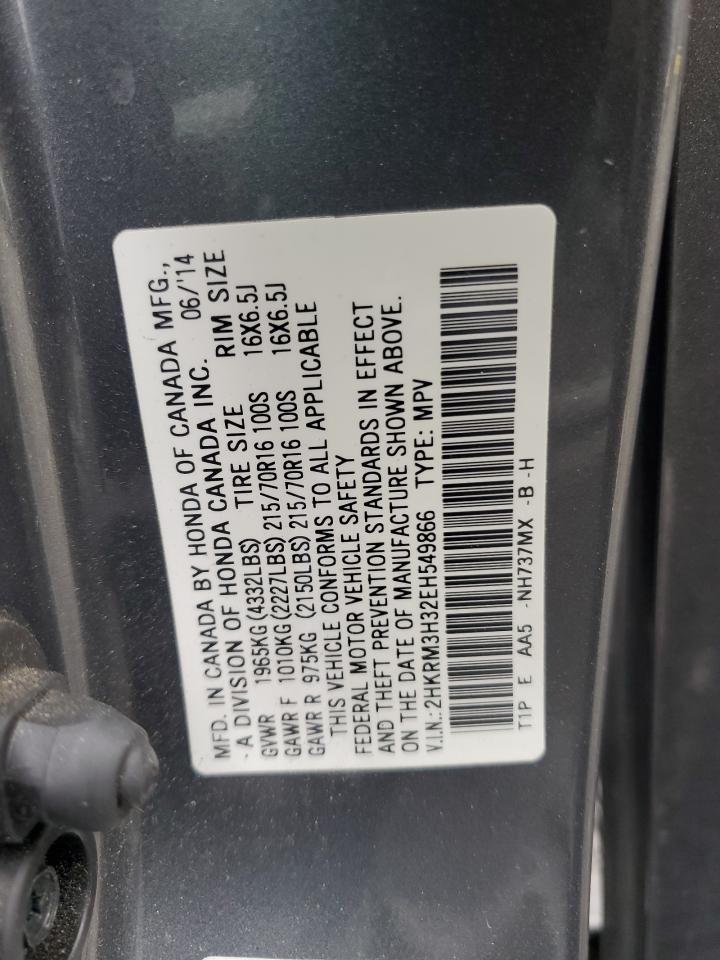 MFD. IN CANADA BY HONDA OF CANADA MFG.,
- A DIVISION OF HONDA CANADA INC. 06/'14
GVWR 1965KG(4332LBS) TIRE SIZE RIM SIZE
GAWR F 1010KG(2227LBS)215/70R16 100S 16X6.5J
GAWR R 975KG (2150LBS)215/70R16 100S 16X6.5J
THIS VEHICLE CONFORMS TO ALL APPLICABLE
FEDERAL MOTOR VEHICLE SAFETY
AND THEFT PREVENTION STANDARDS IN EFFECT
ON THE DATE OF MANUFACTURE SHOWN ABOVE.
V.I.N.: 2HKRM3H32EH549866 TYPE: MPV
T1P E AA5 -NH737MX -B -H